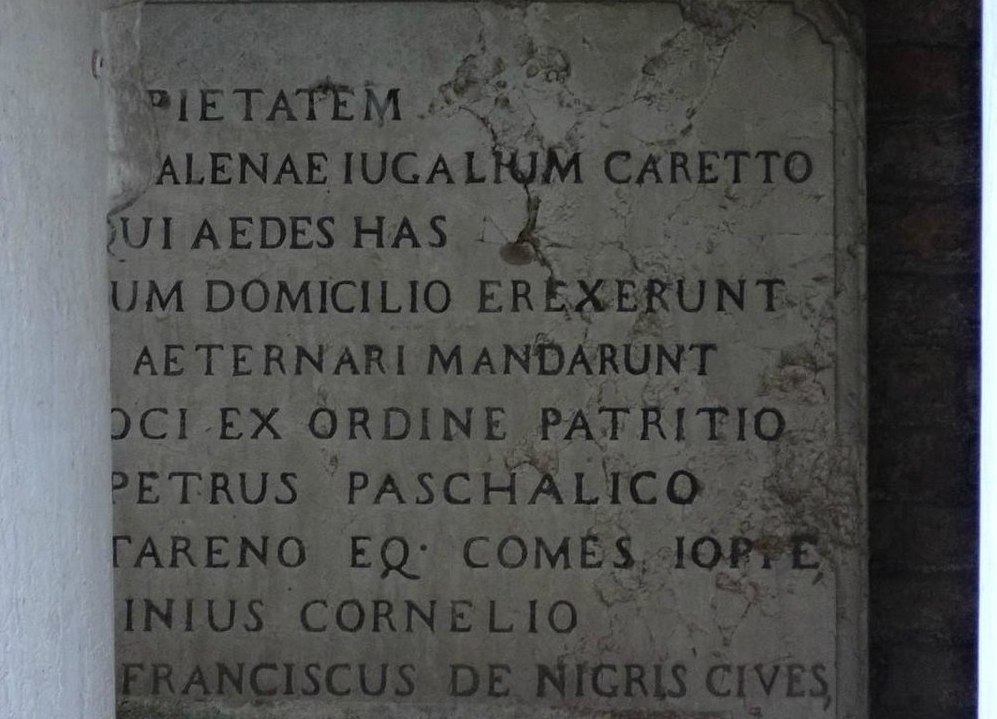 PIETATEM
ALENAE IUGALIUM CARETTO
QUI AEDES HAS
UM DOMICILIO EREXERUNT
AETERNARI MANDARUNT
OCI EX ORDINE PATRITIO
PETRUS PASCHALICO
TARENO EQ· COMES IOPPE
INIUS CORNELIO
FRANCISCUS DE NIGRIS CIVES